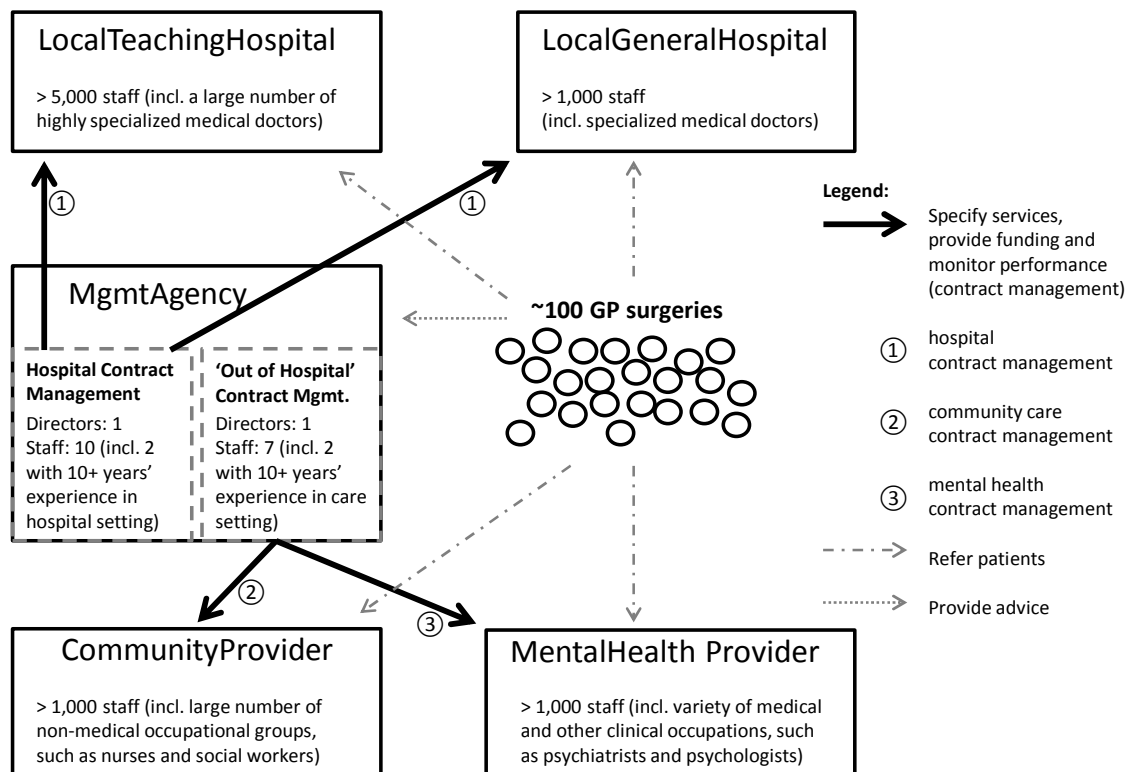 LocalTeachingHospital
> 5,000 staff (incl. a large number of
highly specialized medical doctors)
LocalGeneralHospital
> 1,000 staff
(incl. specialized medical doctors)
①
①
Legend:
Specify services,
provide funding and
monitor performance
(contract management)
① hospital
contract management
② community care
contract management
③ mental health
contract management
Refer patients
Provide advice
MgmtAgency
Hospital Contract
Management
Directors: 1
Staff: 10 (incl. 2
with 10+ years’
experience in
hospital setting)
‘Out of Hospital’
Contract Mgmt.
Directors: 1
Staff: 7 (incl. 2
with 10+ years’
experience in care
setting)
~100 GP surgeries
②
③
CommunityProvider
> 1,000 staff (incl. large number of
non-medical occupational groups,
such as nurses and social workers)
MentalHealth Provider
> 1,000 staff (incl. variety of medical
and other clinical occupations, such
as psychiatrists and psychologists)